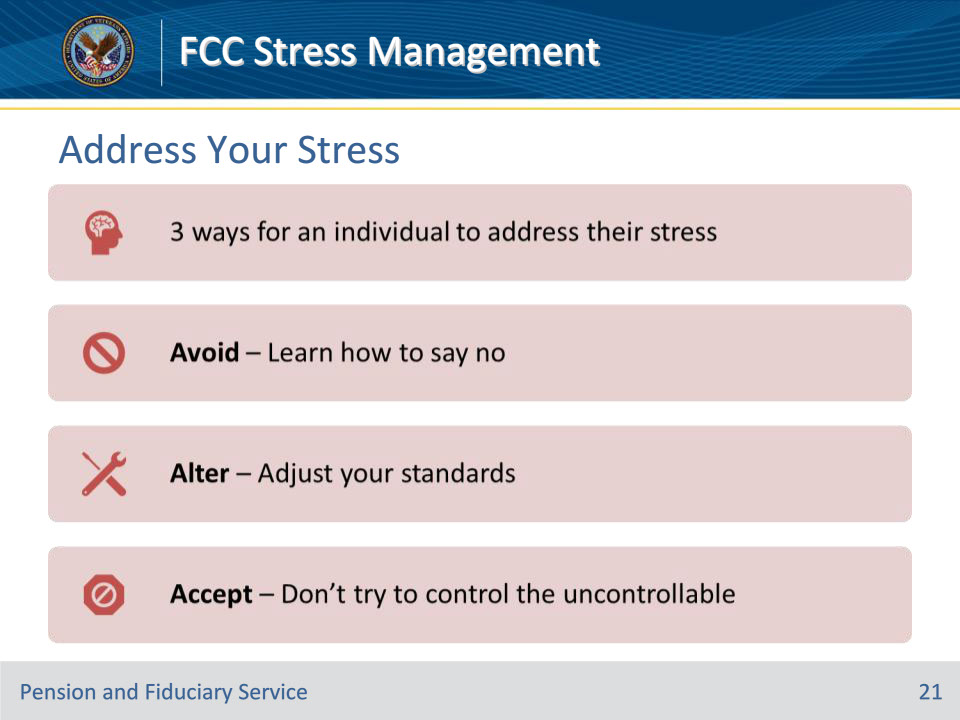 FCC Stress Management
Address Your Stress
3 ways for an individual to address their stress
Avoid – Learn how to say no
Alter – Adjust your standards
Accept – Don’t try to control the uncontrollable
Pension and Fiduciary Service
21